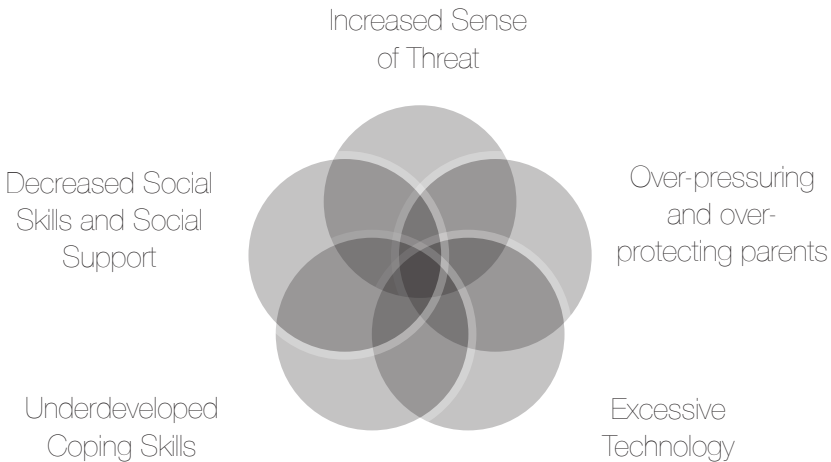 Increased Sense
of Threat
Decreased Social
Skills and Social
Support
Over-pressuring
and over-
protecting parents
Underdeveloped
Coping Skills
Excessive
Technology